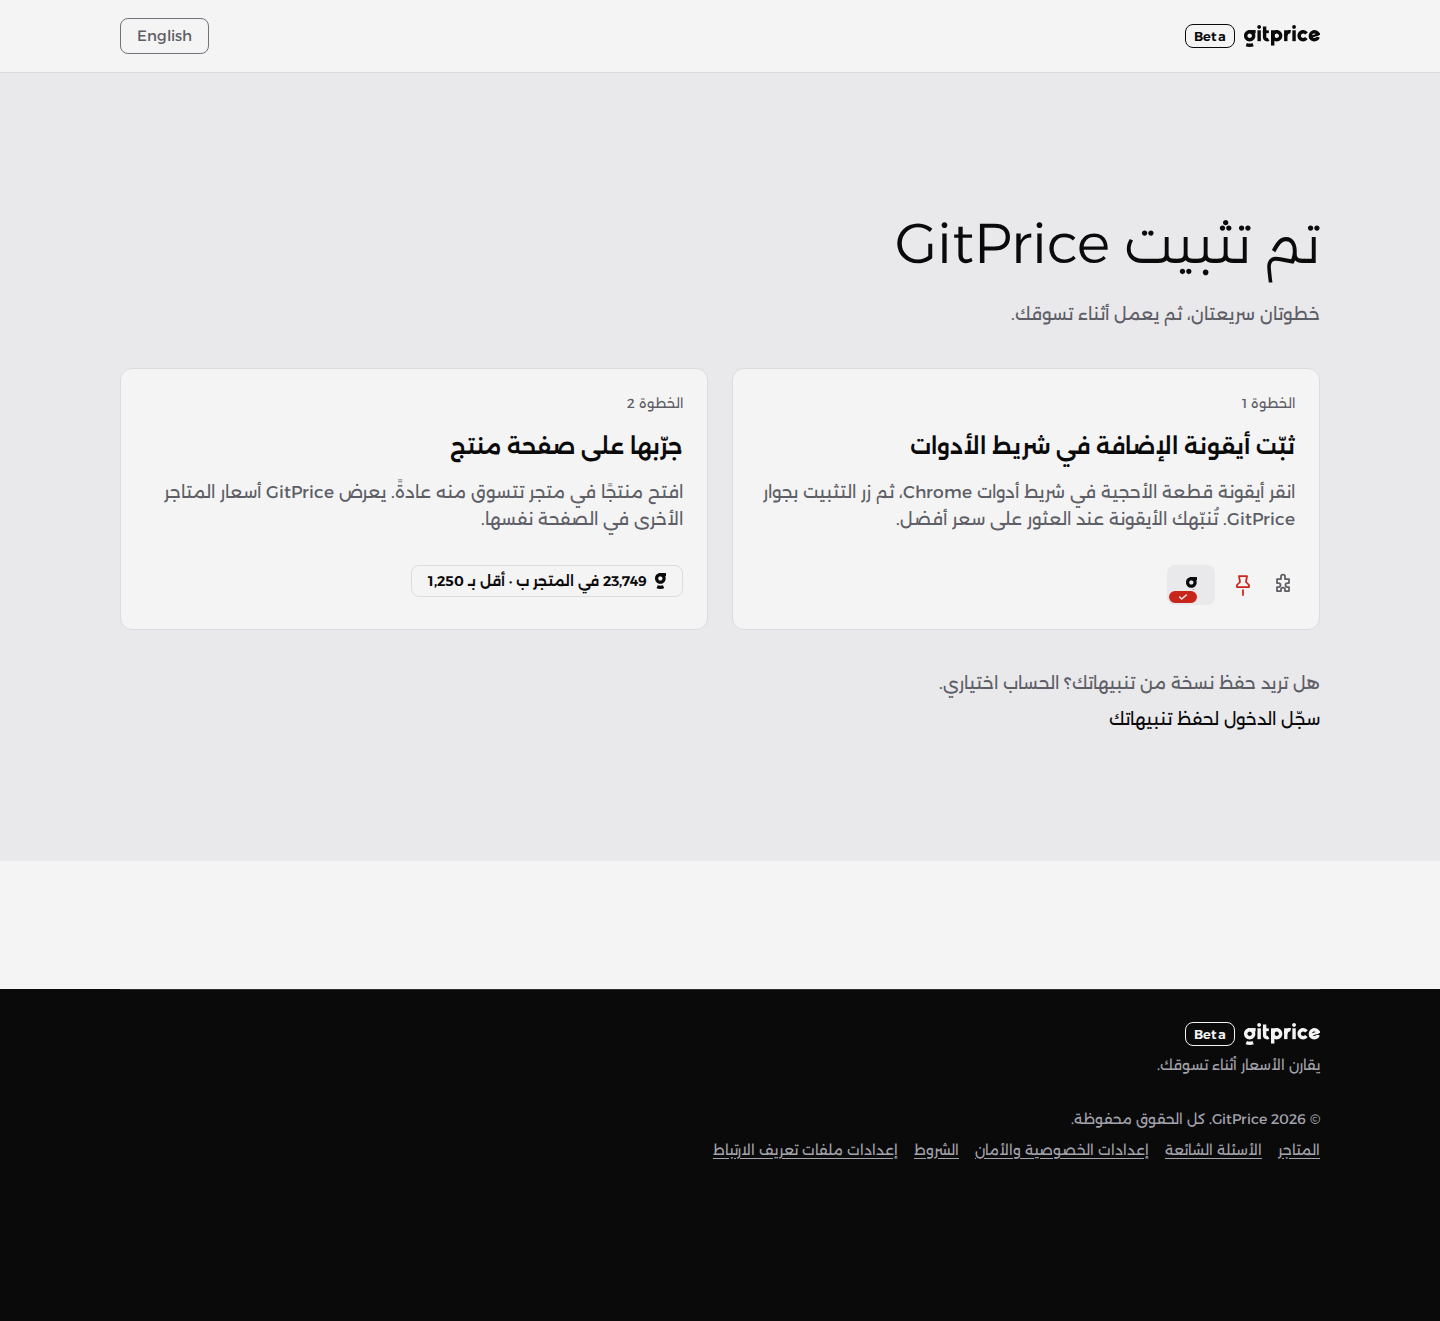 gitprice Beta
English
تم تثبيت GitPrice
خطوتان سريعتان، ثم يعمل أثناء تسوقك.
الخطوة 1
ثبّت أيقونة الإضافة في شريط الأدوات
انقر أيقونة قطعة الأحجية في شريط أدوات Chrome، ثم زر التثبيت بجوار
GitPrice. تُنبّهك الأيقونة عند العثور على سعر أفضل.
الخطوة 2
جرّبها على صفحة منتج
افتح منتجًا في متجر تتسوق منه عادةً. يعرض GitPrice أسعار المتاجر
الأخرى في الصفحة نفسها.
23,749 في المتجر ب · أقل بـ 1,250
هل تريد حفظ نسخة من تنبيهاتك؟ الحساب اختياري.
سجّل الدخول لحفظ تنبيهاتك
gitprice Beta
يقارن الأسعار أثناء تسوقك.
© 2026 GitPrice. كل الحقوق محفوظة.
المتاجر الأسئلة الشائعة إعدادات الخصوصية والأمان الشروط إعدادات ملفات تعريف الارتباط